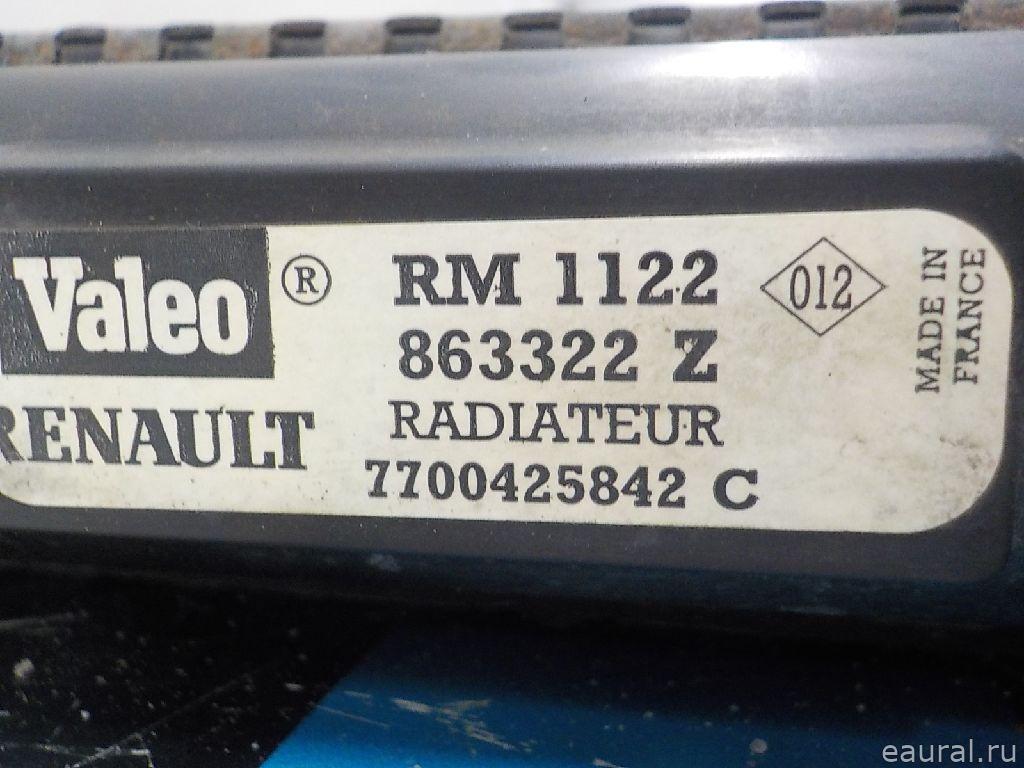 Valeo ®
RENAULT
RM 1122
863322 Z
RADIATEUR
7700425842 C
012
MADE IN
FRANCE
eaural.ru